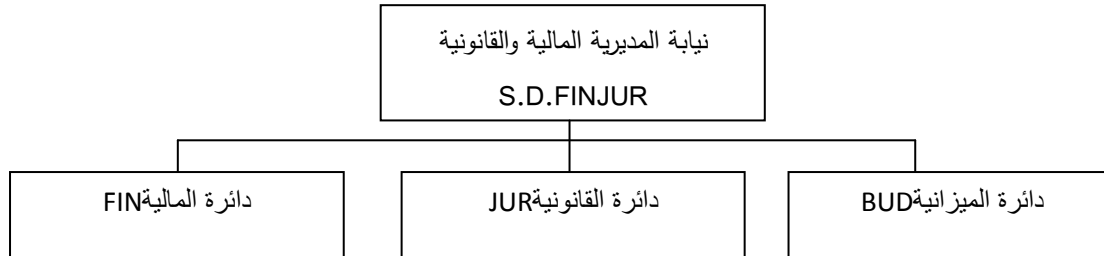 نيابة المديرية المالية والقانونية
S.D.FINJUR
دائرة الميزانيةBUD
دائرة القانونيةJUR
دائرة الماليةFIN